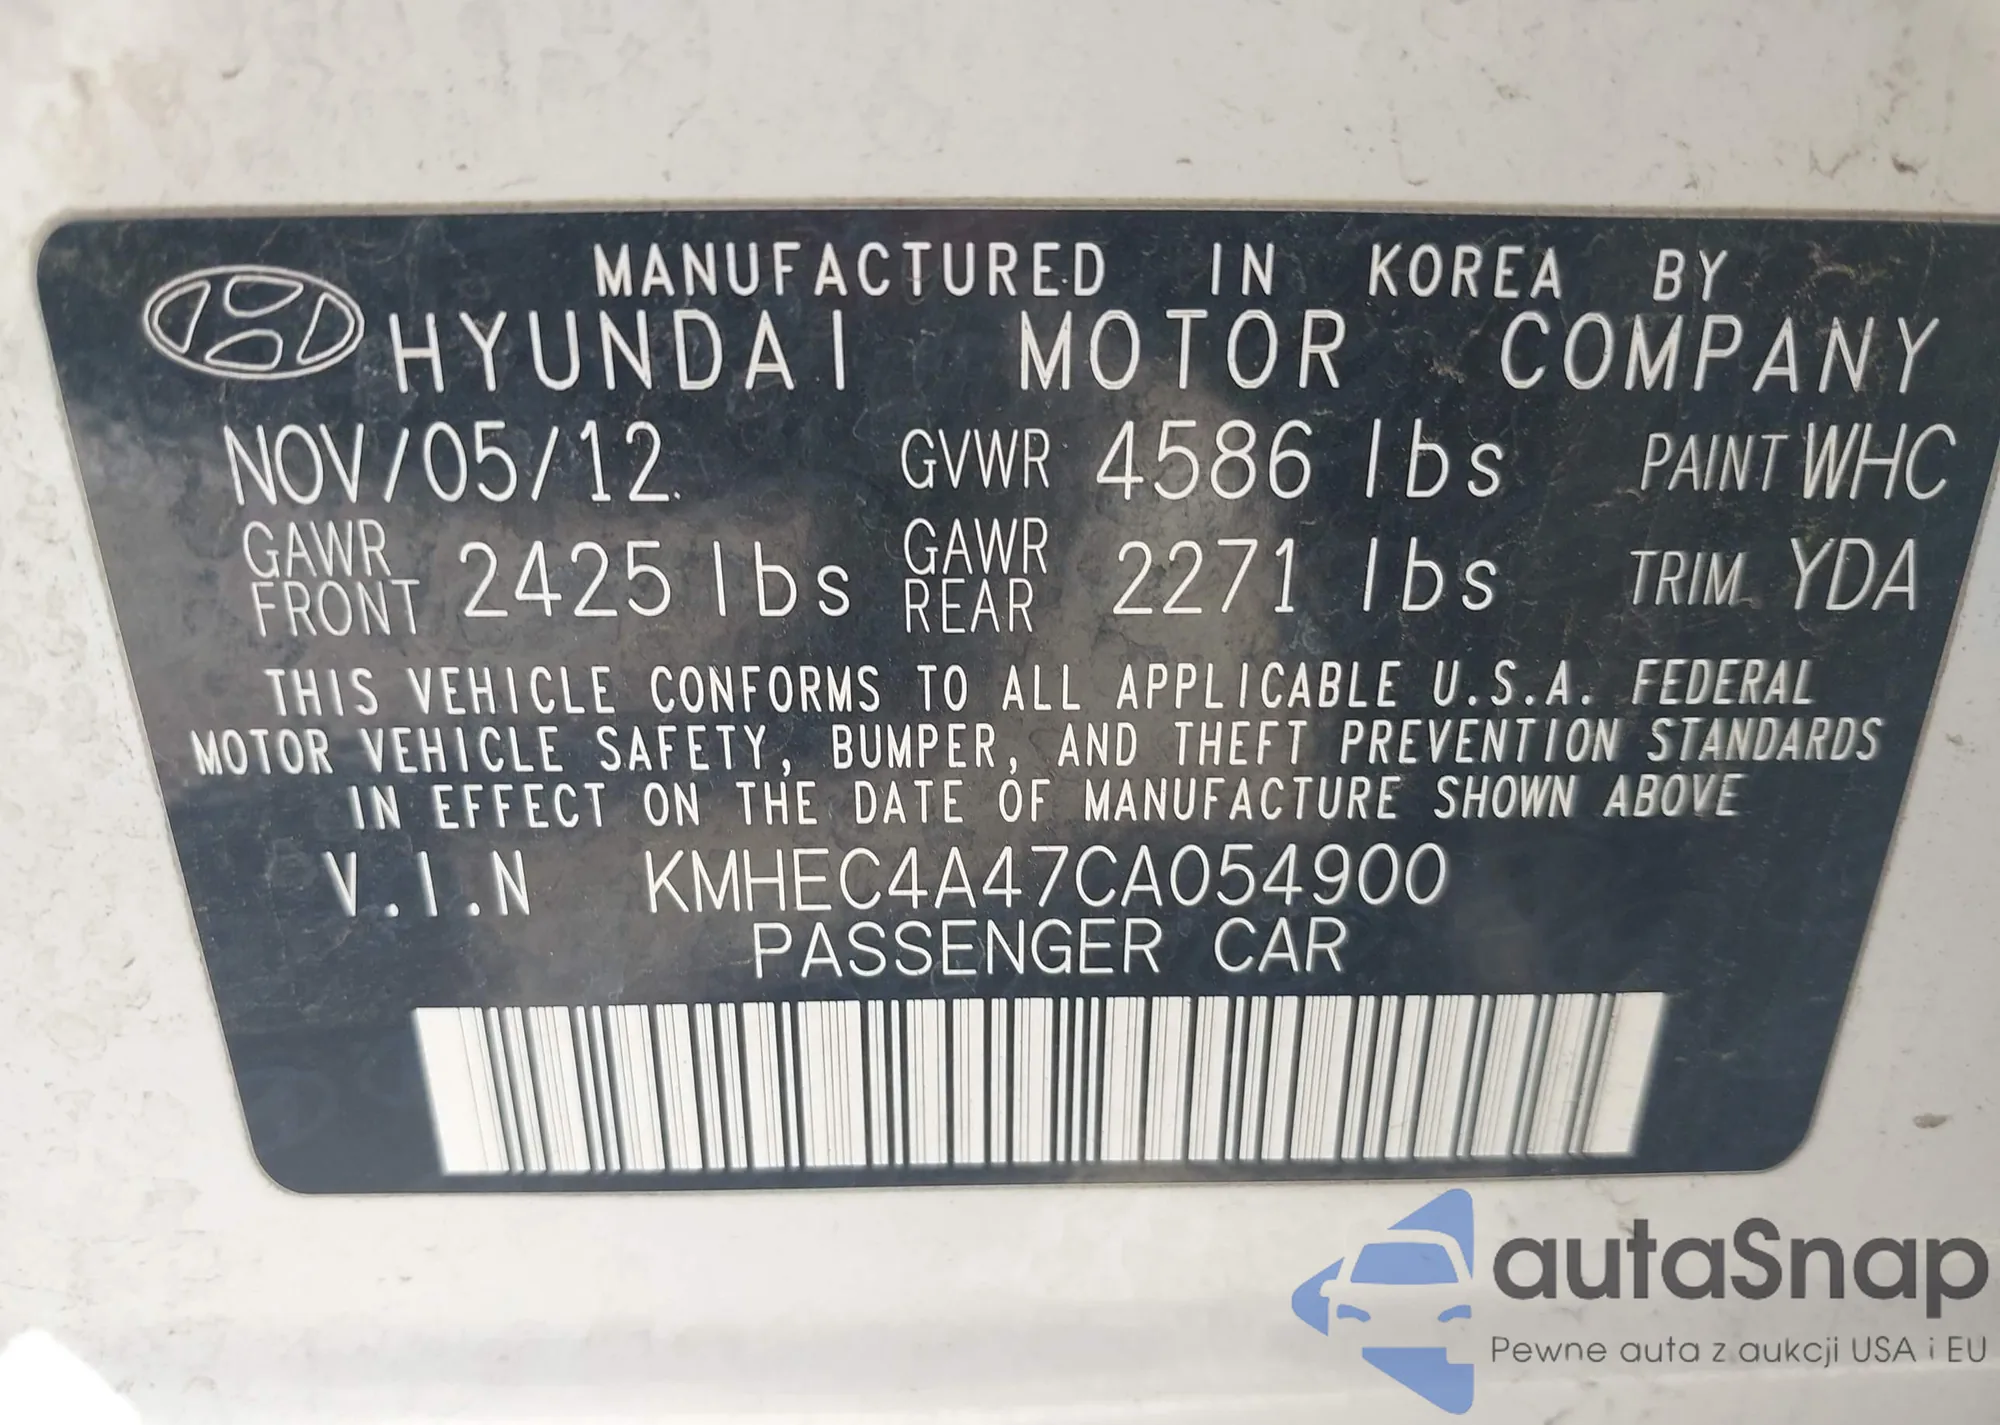 MANUFACTURED IN KOREA BY
HYUNDAI MOTOR COMPANY
NOV/05/12 GVWR 4586 lbs PAINT WHC
GAWR FRONT 2425 lbs GAWR REAR 2271 lbs TRIM YDA
THIS VEHICLE CONFORMS TO ALL APPLICABLE U.S.A. FEDERAL
MOTOR VEHICLE SAFETY, BUMPER, AND THEFT PREVENTION STANDARDS
IN EFFECT ON THE DATE OF MANUFACTURE SHOWN ABOVE
V.I.N KMHEC4A47CA054900
PASSENGER CAR
autaSnap
Pewne auta z aukcji USA i EU